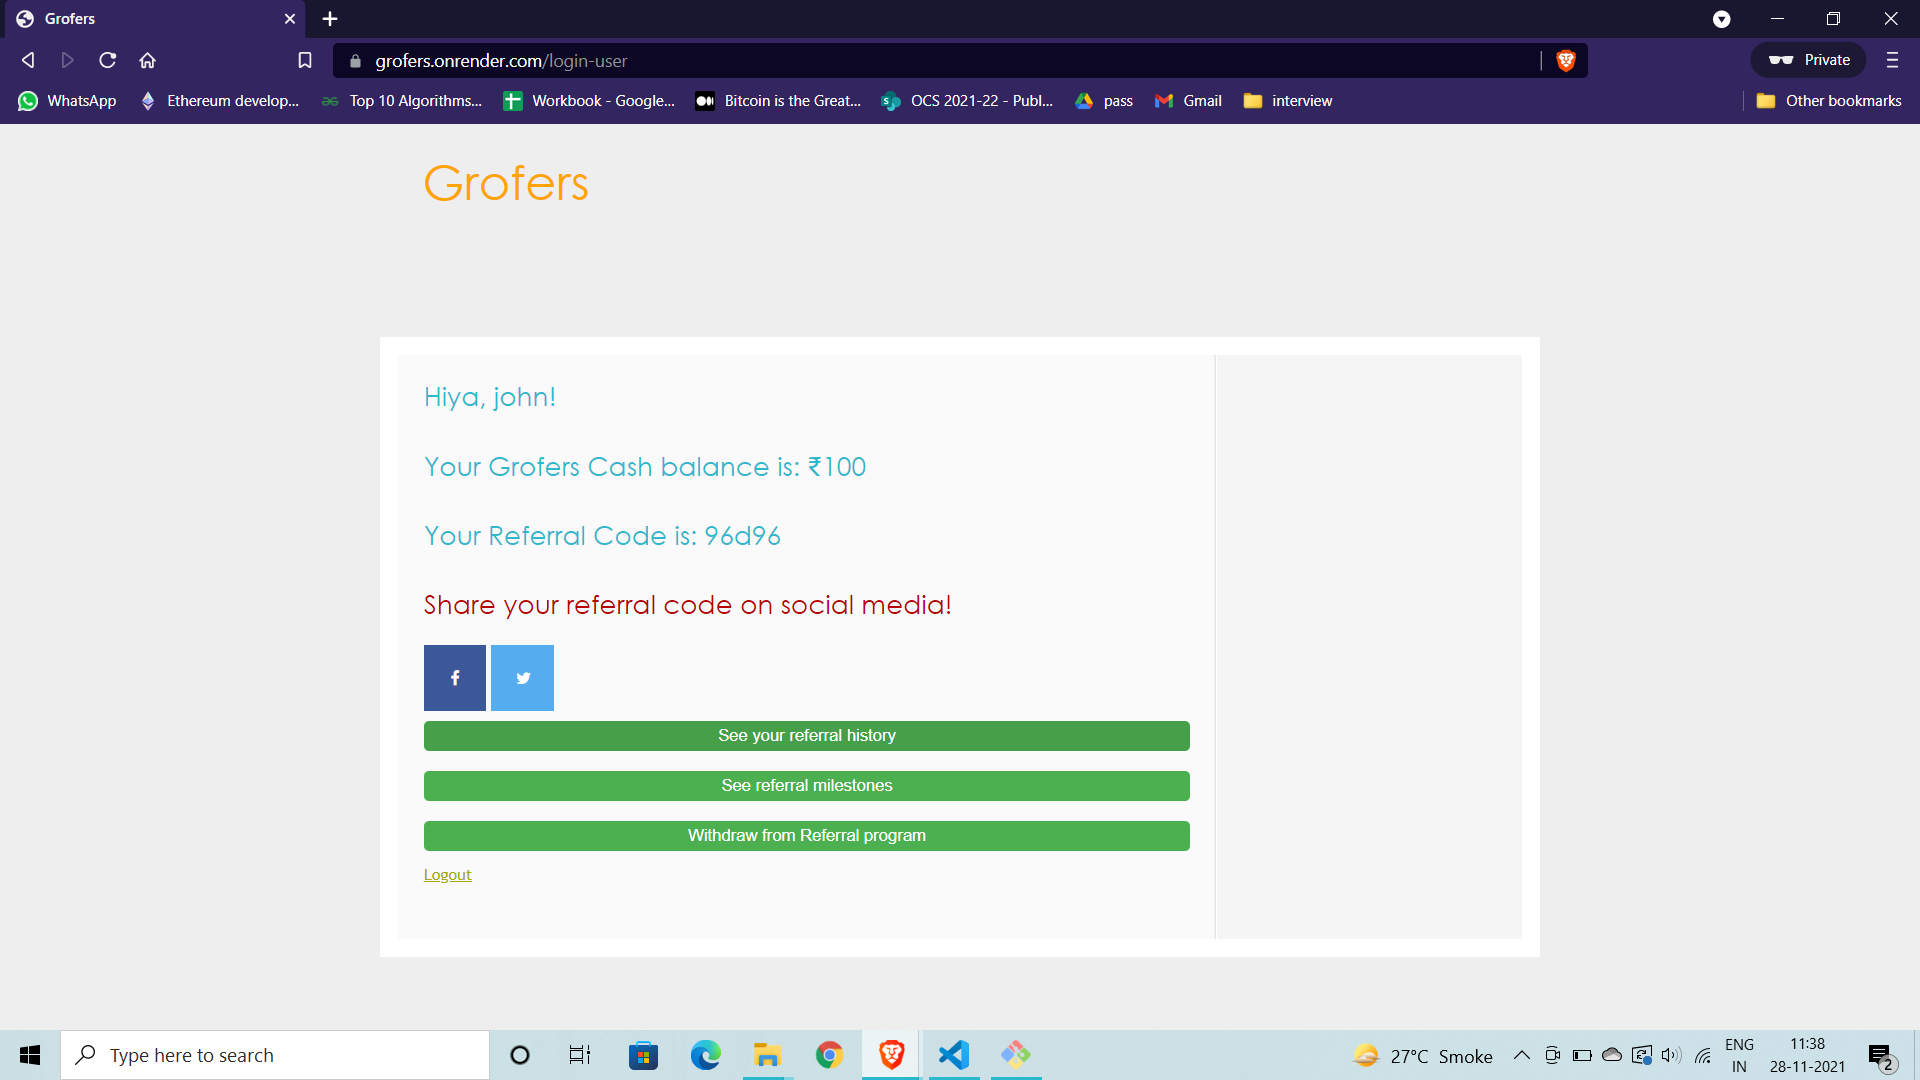 Grofers
grofers.onrender.com/login-user
Private
WhatsApp
Ethereum develop...
Top 10 Algorithms...
Workbook - Google...
Bitcoin is the Great...
OCS 2021-22 - Publ...
pass
Gmail
interview
Other bookmarks
Grofers
Hiya, john!
Your Grofers Cash balance is: ₹100
Your Referral Code is: 96d96
Share your referral code on social media!
See your referral history
See referral milestones
Withdraw from Referral program
Logout
Type here to search
27°C Smoke
ENG
IN
11:38
28-11-2021
2